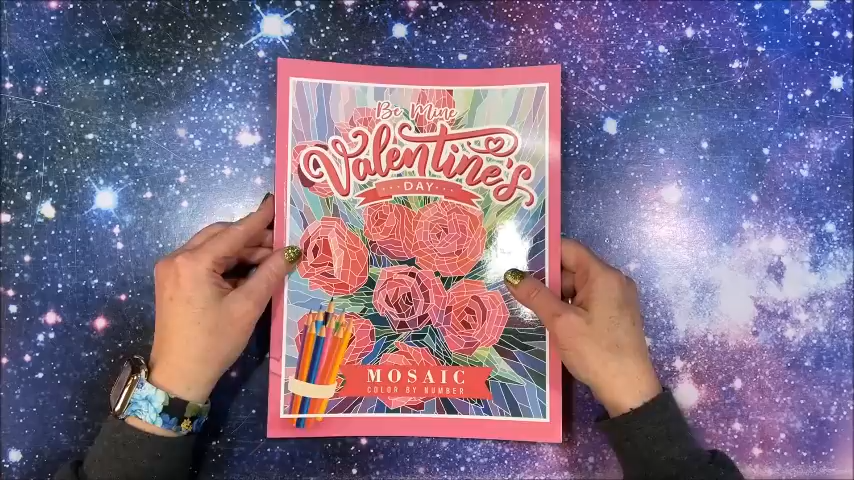 Be Mine
Valentine's
DAY
MOSAIC
COLOR BY NUMBER